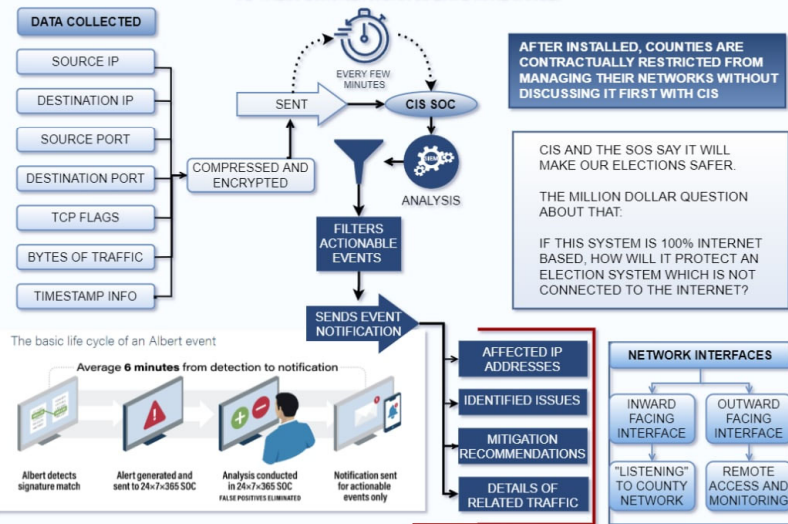 DATA COLLECTED
SOURCE IP
DESTINATION IP
SOURCE PORT
DESTINATION PORT
TCP FLAGS
BYTES OF TRAFFIC
TIMESTAMP INFO
COMPRESSED AND
ENCRYPTED
SENT
EVERY FEW
MINUTES
CIS SOC
SIEM
ANALYSIS
FILTERS
ACTIONABLE
EVENTS
SENDS EVENT
NOTIFICATION
AFFECTED IP
ADDRESSES
IDENTIFIED ISSUES
MITIGATION
RECOMMENDATIONS
DETAILS OF
RELATED TRAFFIC
AFTER INSTALLED, COUNTIES ARE
CONTRACTUALLY RESTRICTED FROM
MANAGING THEIR NETWORKS WITHOUT
DISCUSSING IT FIRST WITH CIS
CIS AND THE SOS SAY IT WILL
MAKE OUR ELECTIONS SAFER.
THE MILLION DOLLAR QUESTION
ABOUT THAT:
IF THIS SYSTEM IS 100% INTERNET
BASED, HOW WILL IT PROTECT AN
ELECTION SYSTEM WHICH IS NOT
CONNECTED TO THE INTERNET?
NETWORK INTERFACES
INWARD
FACING
INTERFACE
OUTWARD
FACING
INTERFACE
"LISTENING"
TO COUNTY
NETWORK
REMOTE
ACCESS AND
MONITORING
The basic life cycle of an Albert event
Average 6 minutes from detection to notification
Albert detects
signature match
Alert generated and
sent to 24×7×365 SOC
Analysis conducted
in 24×7×365 SOC
FALSE POSITIVES ELIMINATED
Notification sent
for actionable
events only